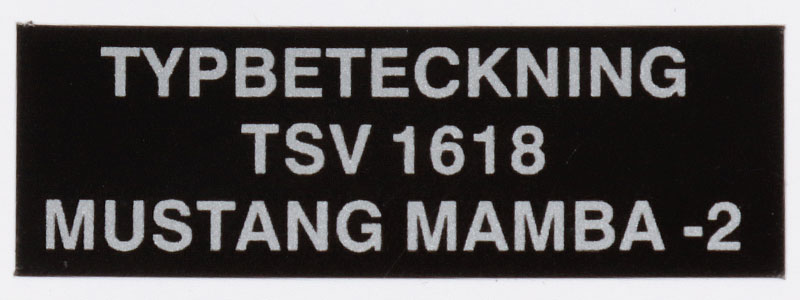 TYPBETECKNING
TSV 1618
MUSTANG MAMBA -2